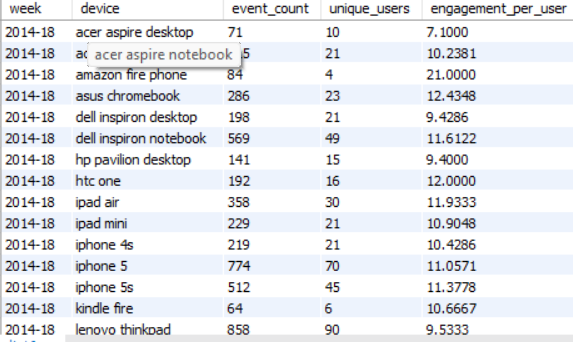 week device event_count unique_users engagement_per_user
2014-18 acer aspire desktop 71 10 7.1000
2014-18 acer aspire notebook 21 10.2381
2014-18 amazon fire phone 84 4 21.0000
2014-18 asus chromebook 286 23 12.4348
2014-18 dell inspiron desktop 198 21 9.4286
2014-18 dell inspiron notebook 569 49 11.6122
2014-18 hp pavilion desktop 141 15 9.4000
2014-18 htc one 192 16 12.0000
2014-18 ipad air 358 30 11.9333
2014-18 ipad mini 229 21 10.9048
2014-18 iphone 4s 219 21 10.4286
2014-18 iphone 5 774 70 11.0571
2014-18 iphone 5s 512 45 11.3778
2014-18 kindle fire 64 6 10.6667
2014-18 lenovo thinkpad 858 90 9.5333